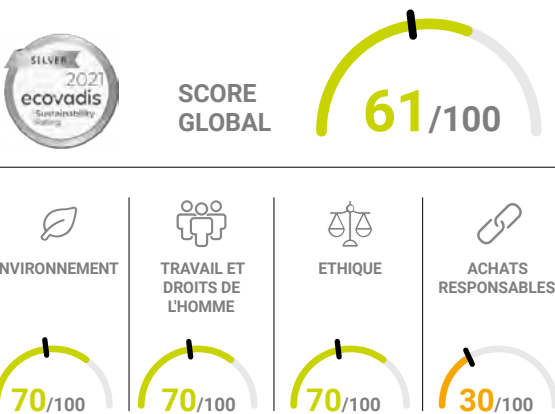 SILVER
2021
ecovadis
Sustainability
Rating
SCORE
GLOBAL
61/100
NVIRONNEMENT
TRAVAIL ET
DROITS DE
L'HOMME
ETHIQUE
ACHATS
RESPONSABLES
70/100
70/100
70/100
30/100